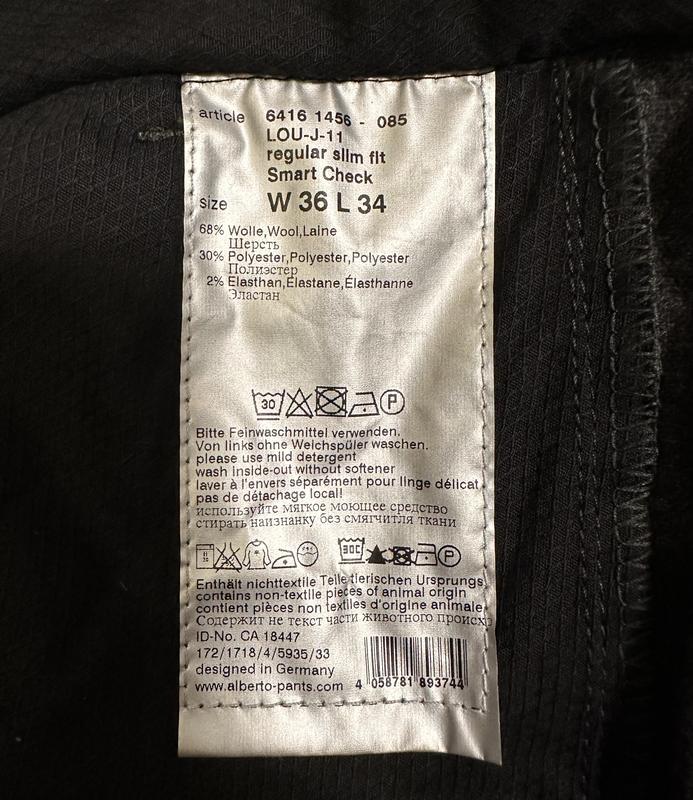 article 6416 1456 - 085
LOU-J-11
regular slim fit
Smart Check
size W 36 L 34
68% Wolle,Wool,Laine
Шерсть
30% Polyester,Polyester,Polyester
Полиэстер
2% Elasthan,Elastane,Élasthanne
Эластан
30 P
Bitte Feinwaschmittel verwenden.
Von links ohne Weichspüler waschen.
please use mild detergent
wash inside-out without softener
laver à l'envers séparément pour linge délicat
pas de détachage local!
используйте мягкое моющее средство
стирать наизнанку без смягчитля ткани
30C P
Enthält nichttextile Teile tierischen Ursprungs
contains non-textile pieces of animal origin
contient pièces non textiles d'origine animale
Содержит не текст части животного происх
ID-No. CA 18447
172/1718/4/5935/33
designed in Germany
www.alberto-pants.com
4 058781 893744